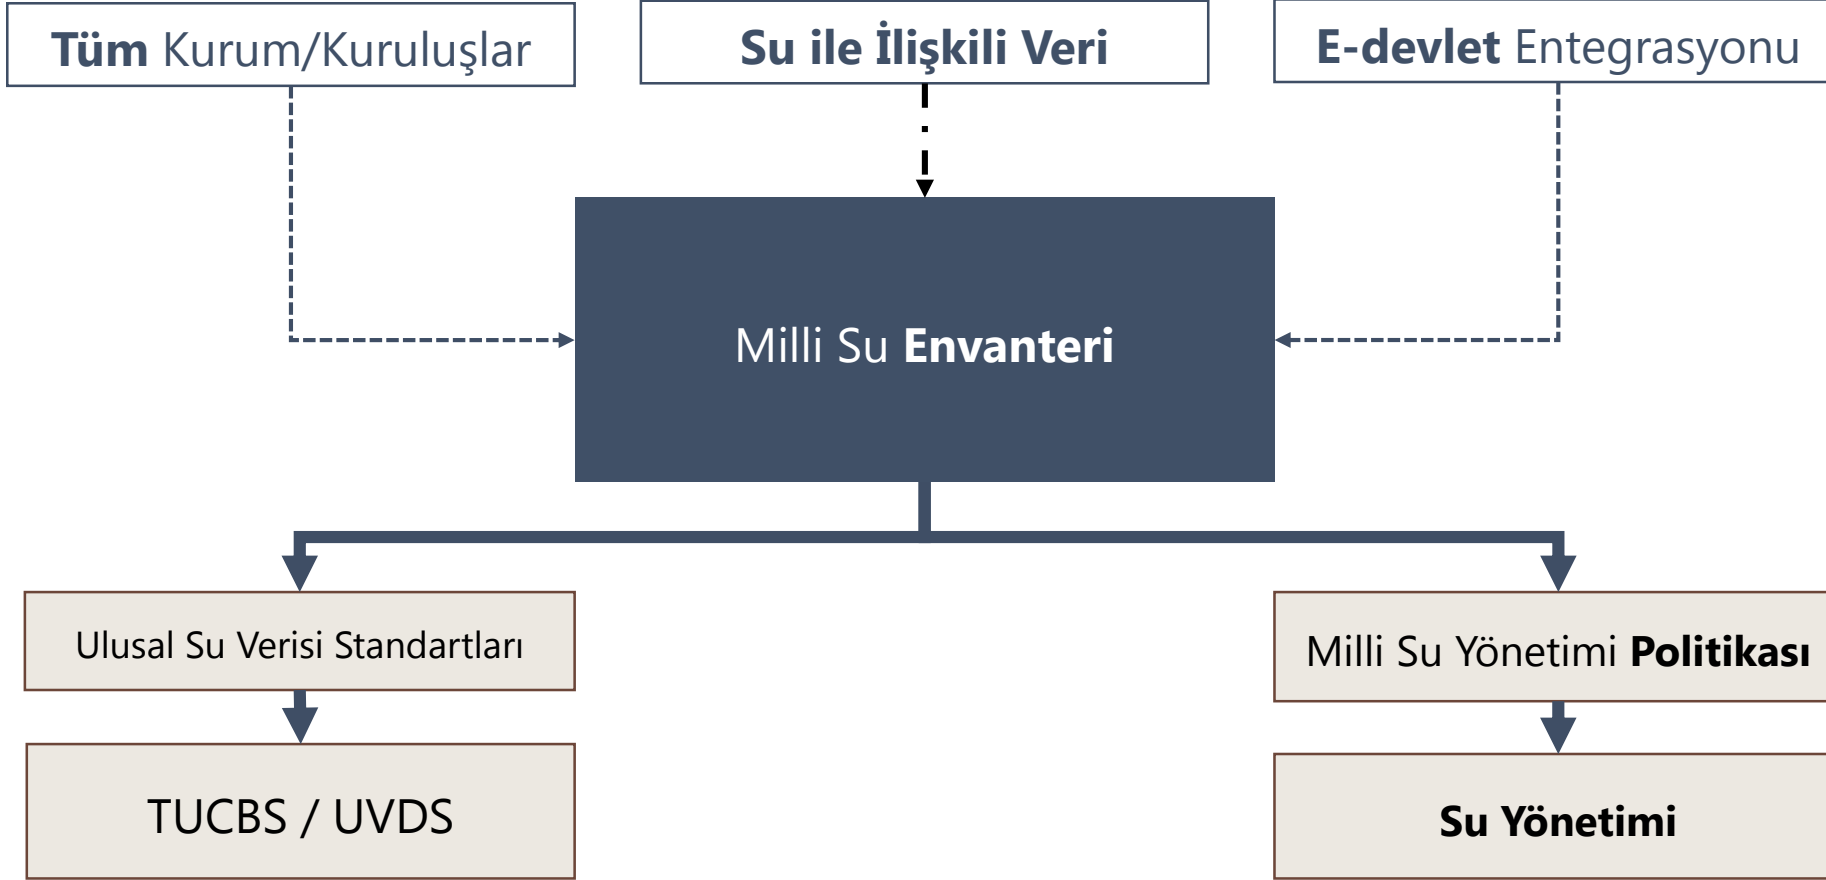 Tüm Kurum/Kuruluşlar
Su ile İlişkili Veri
E-devlet Entegrasyonu
Milli Su Envanteri
Ulusal Su Verisi Standartları
Milli Su Yönetimi Politikası
TUCBS / UVDS
Su Yönetimi